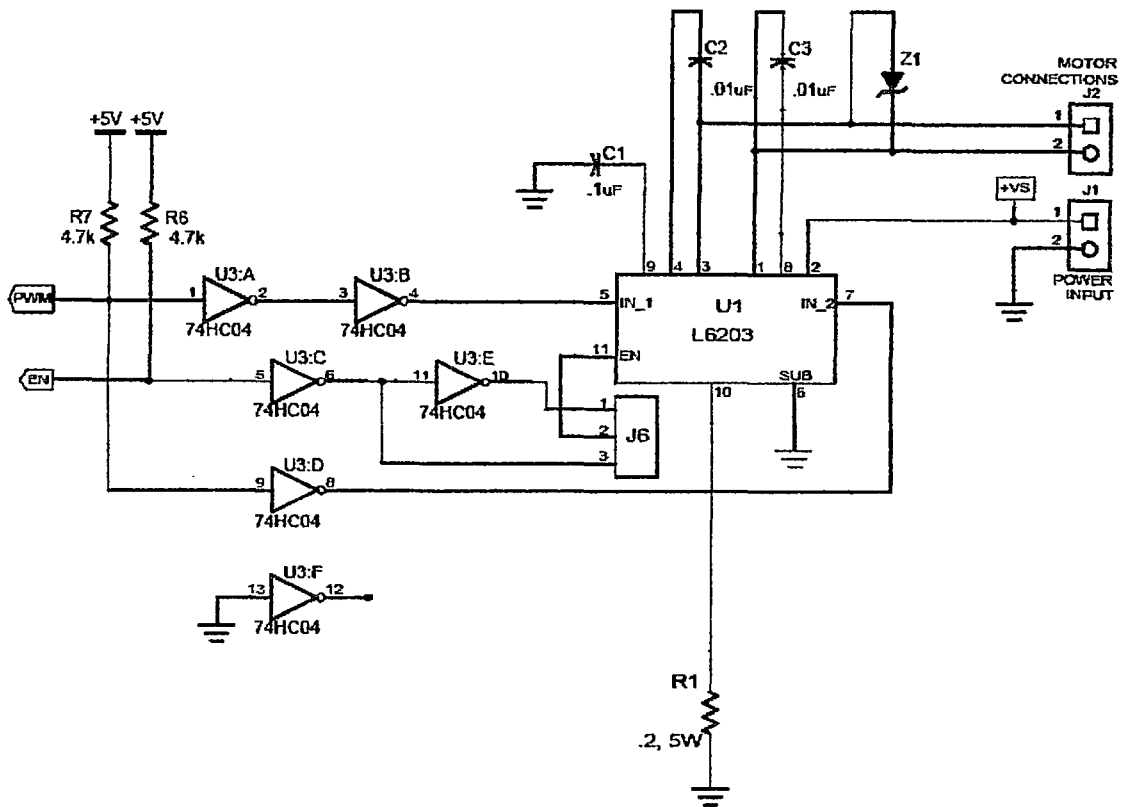 C2
.01uF
C3
.01uF
Z1
MOTOR
CONNECTIONS
J2
1
2
+5V
+5V
C1
.1uF
+VS
J1
1
2
POWER
INPUT
R7
4.7k
R6
4.7k
9
4
3
1
8
2
PWM
1
U3:A
2
74HC04
3
U3:B
4
74HC04
5
IN_1
U1
L6203
IN_2
7
11
EN
SUB
10
6
EN
5
U3:C
6
74HC04
11
U3:E
10
74HC04
1
2
3
J6
9
U3:D
8
74HC04
13
U3:F
12
74HC04
R1
.2, 5W